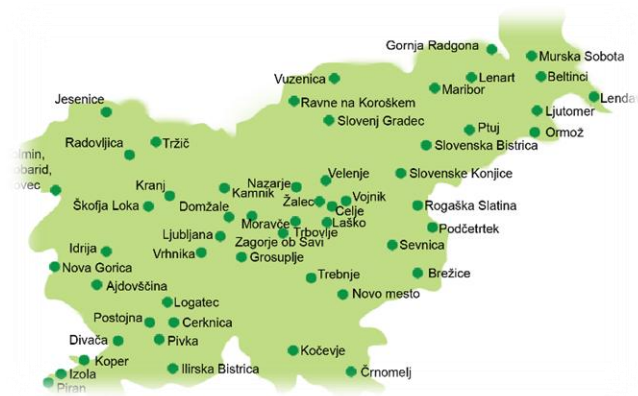 Gornja Radgona
Murska Sobota
Vuzenica
Lenart
Beltinci
Maribor
Jesenice
Ravne na Koroškem
Slovenj Gradec
Ljutomer
Ptuj
Ormož
Radovljica
Tržič
Slovenska Bistrica
Velenje
Slovenske Konjice
Kranj
Nazarje
Kamnik
Žalec
Vojnik
Celje
Škofja Loka
Domžale
Rogaška Slatina
Moravče
Trbovlje
Laško
Podčetrtek
Ljubljana
Zagorje ob Savi
Sevnica
Idrija
Vrhnika
Grosuplje
Nova Gorica
Trebnje
Brežice
Ajdovščina
Novo mesto
Logatec
Postojna
Cerknica
Divača
Pivka
Kočevje
Koper
Izola
Ilirska Bistrica
Črnomelj
Piran